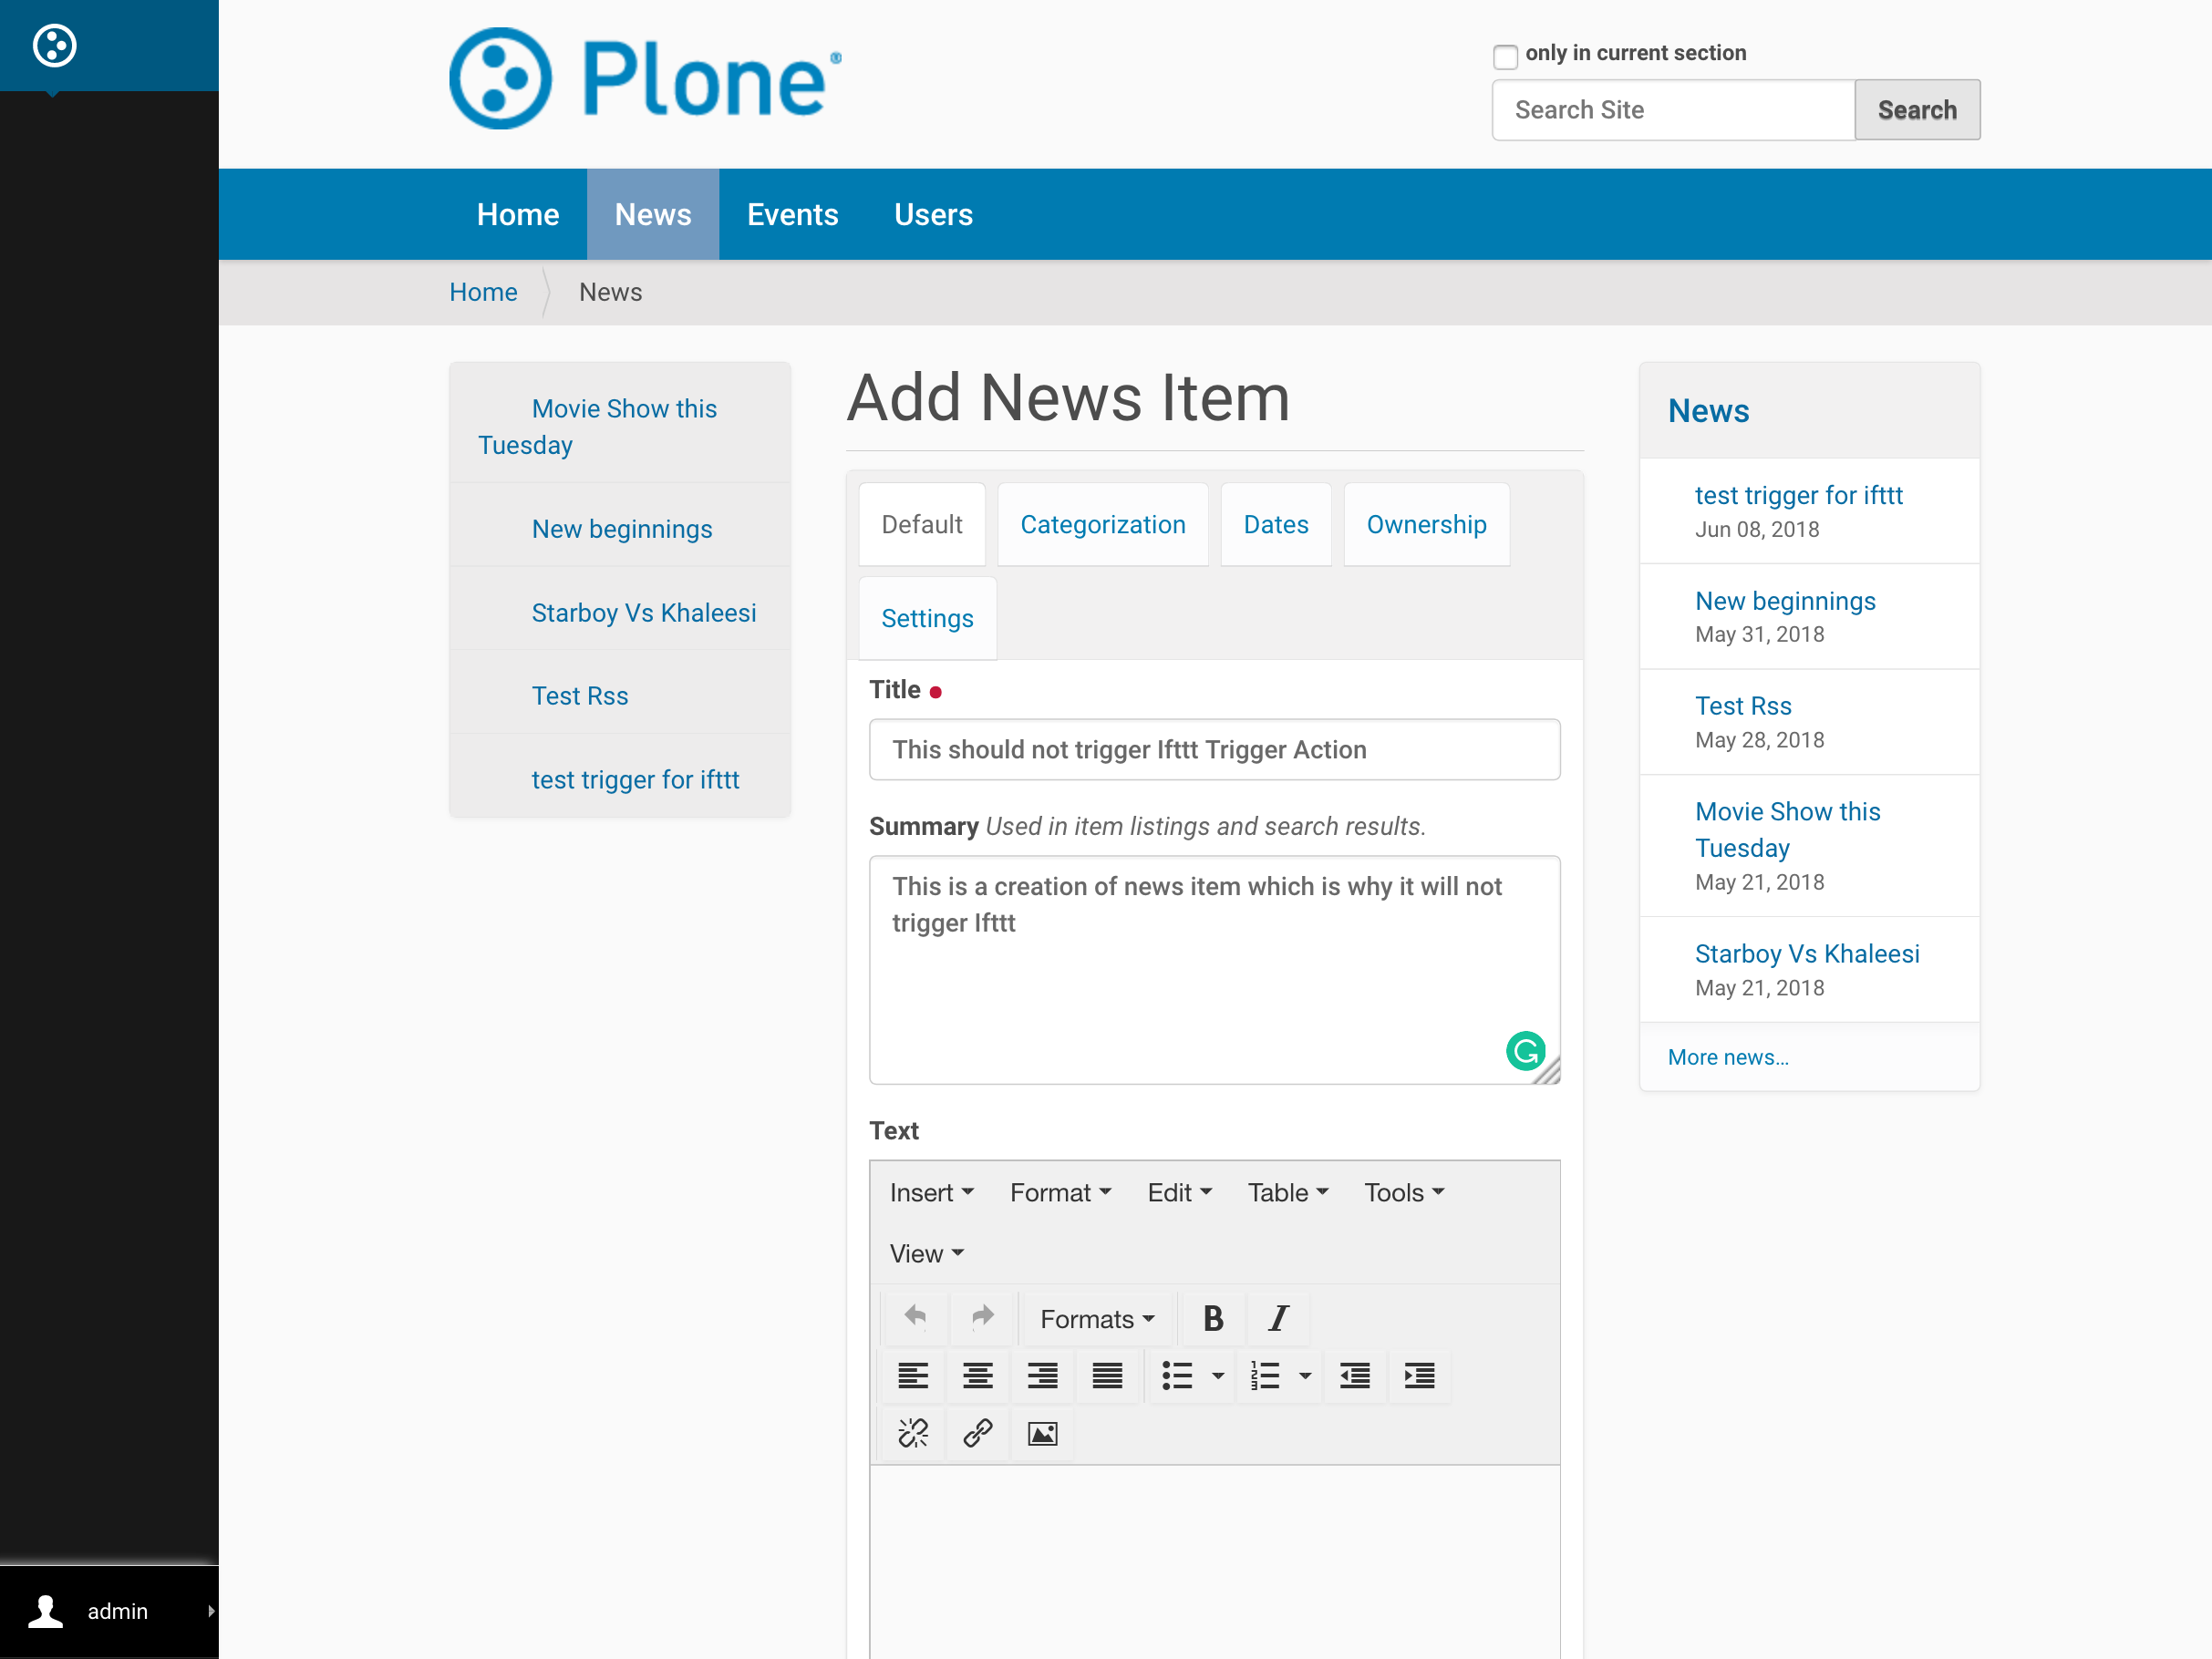 Plone
only in current section
Search Site
Search
Home
News
Events
Users
Home
News
Movie Show this
Tuesday
New beginnings
Starboy Vs Khaleesi
Test Rss
test trigger for ifttt
Add News Item
Default
Categorization
Dates
Ownership
Settings
Title
This should not trigger Ifttt Trigger Action
Summary Used in item listings and search results.
This is a creation of news item which is why it will not
trigger Ifttt
Text
Insert
Format
Edit
Table
Tools
View
Formats
B
I
News
test trigger for ifttt
Jun 08, 2018
New beginnings
May 31, 2018
Test Rss
May 28, 2018
Movie Show this
Tuesday
May 21, 2018
Starboy Vs Khaleesi
May 21, 2018
More news...
admin